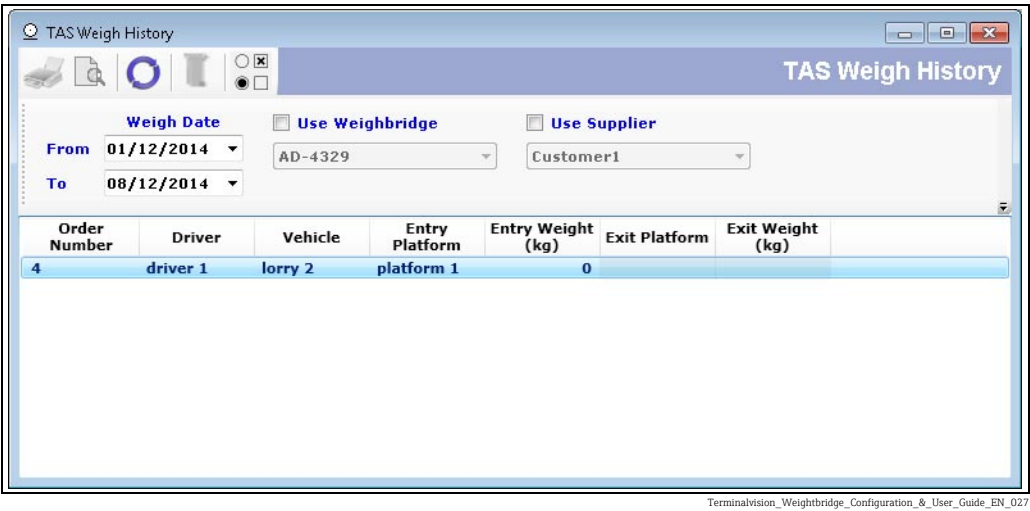 TAS Weigh History
TAS Weigh History
Weigh Date
Use Weighbridge
Use Supplier
From 01/12/2014
AD-4329
Customer1
To 08/12/2014
Order Number Driver Vehicle Entry Platform Entry Weight (kg) Exit Platform Exit Weight (kg)
4 driver 1 lorry 2 platform 1 0
Terminalvision_Weightbridge_Configuration_&_User_Guide_EN_027